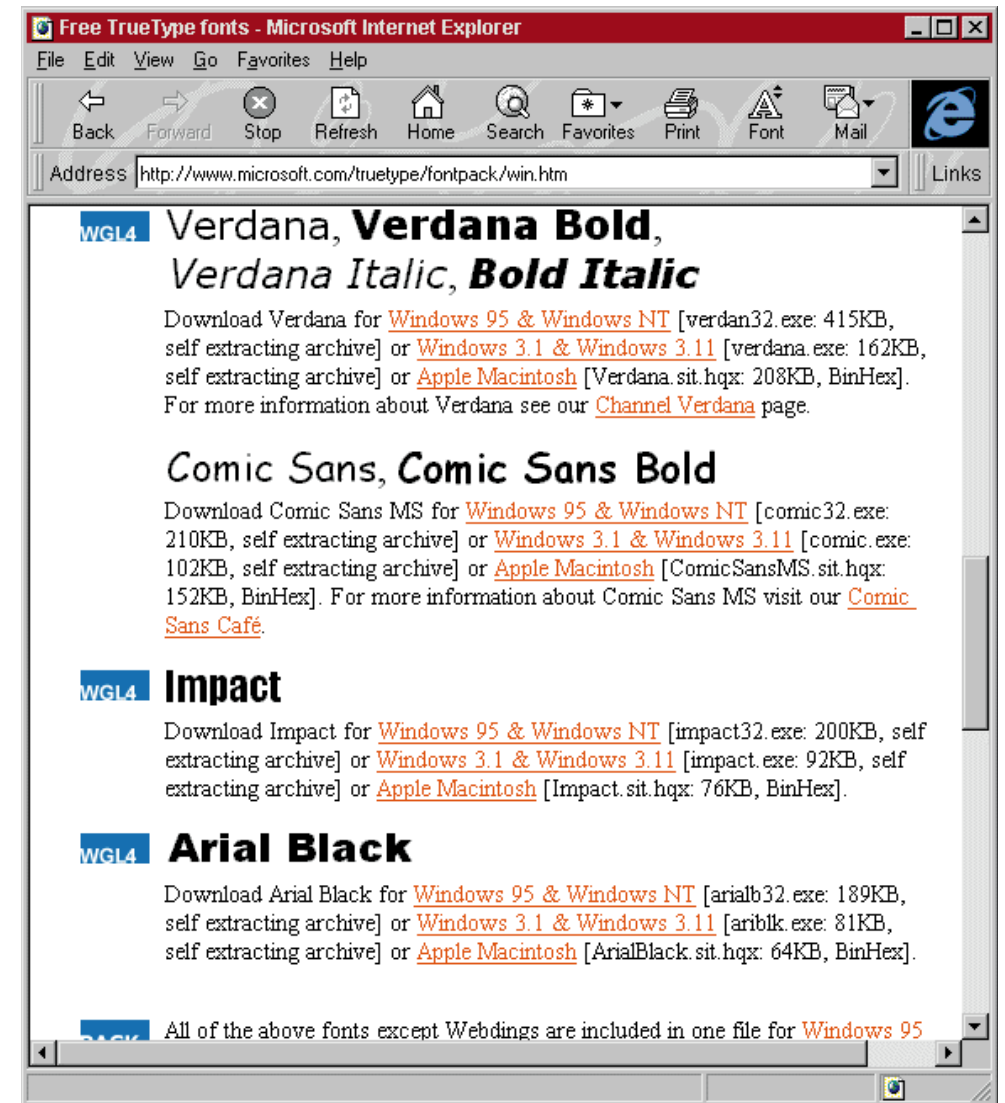 Free TrueType fonts - Microsoft Internet Explorer
File Edit View Go Favorites Help
Back Forward Stop Refresh Home Search Favorites Print Font Mail
Address http://www.microsoft.com/truetype/fontpack/win.htm Links
WGL4 Verdana, Verdana Bold,
Verdana Italic, Bold Italic
Download Verdana for Windows 95 & Windows NT [verdan32.exe: 415KB,
self extracting archive] or Windows 3.1 & Windows 3.11 [verdana.exe: 162KB,
self extracting archive] or Apple Macintosh [Verdana.sit.hqx: 208KB, BinHex].
For more information about Verdana see our Channel Verdana page.
Comic Sans, Comic Sans Bold
Download Comic Sans MS for Windows 95 & Windows NT [comic32.exe:
210KB, self extracting archive] or Windows 3.1 & Windows 3.11 [comic.exe:
102KB, self extracting archive] or Apple Macintosh [ComicSansMS.sit.hqx:
152KB, BinHex]. For more information about Comic Sans MS visit our Comic
Sans Café.
WGL4 Impact
Download Impact for Windows 95 & Windows NT [impact32.exe: 200KB, self
extracting archive] or Windows 3.1 & Windows 3.11 [impact.exe: 92KB, self
extracting archive] or Apple Macintosh [Impact.sit.hqx: 76KB, BinHex].
WGL4 Arial Black
Download Arial Black for Windows 95 & Windows NT [arialb32.exe: 189KB,
self extracting archive] or Windows 3.1 & Windows 3.11 [ariblk.exe: 81KB,
self extracting archive] or Apple Macintosh [ArialBlack.sit.hqx: 64KB, BinHex].
All of the above fonts except Webdings are included in one file for Windows 95